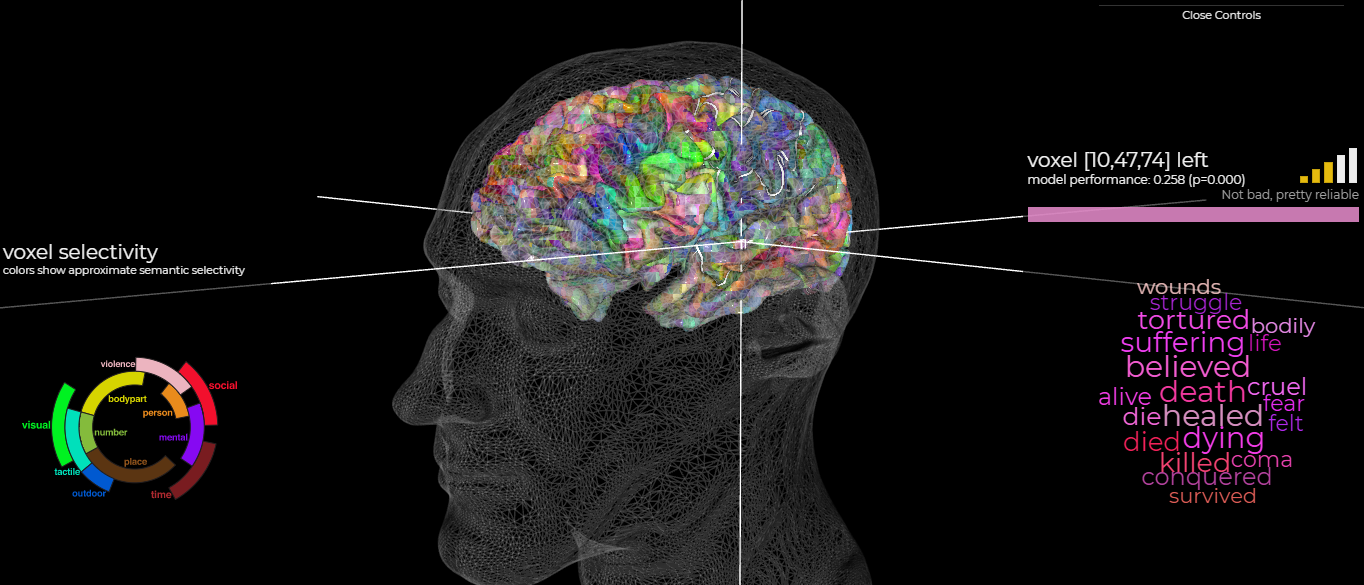 Close Controls
voxel [10,47,74] left
model performance: 0.258 (p=0.000)
Not bad, pretty reliable
voxel selectivity
colors show approximate semantic selectivity
wounds
struggle
tortured bodily
suffering life
believed
alive death cruel
fear
die healed felt
died dying
killed coma
conquered
survived
violence
social
bodypart
person
visual
number
mental
place
tactile
outdoor
time